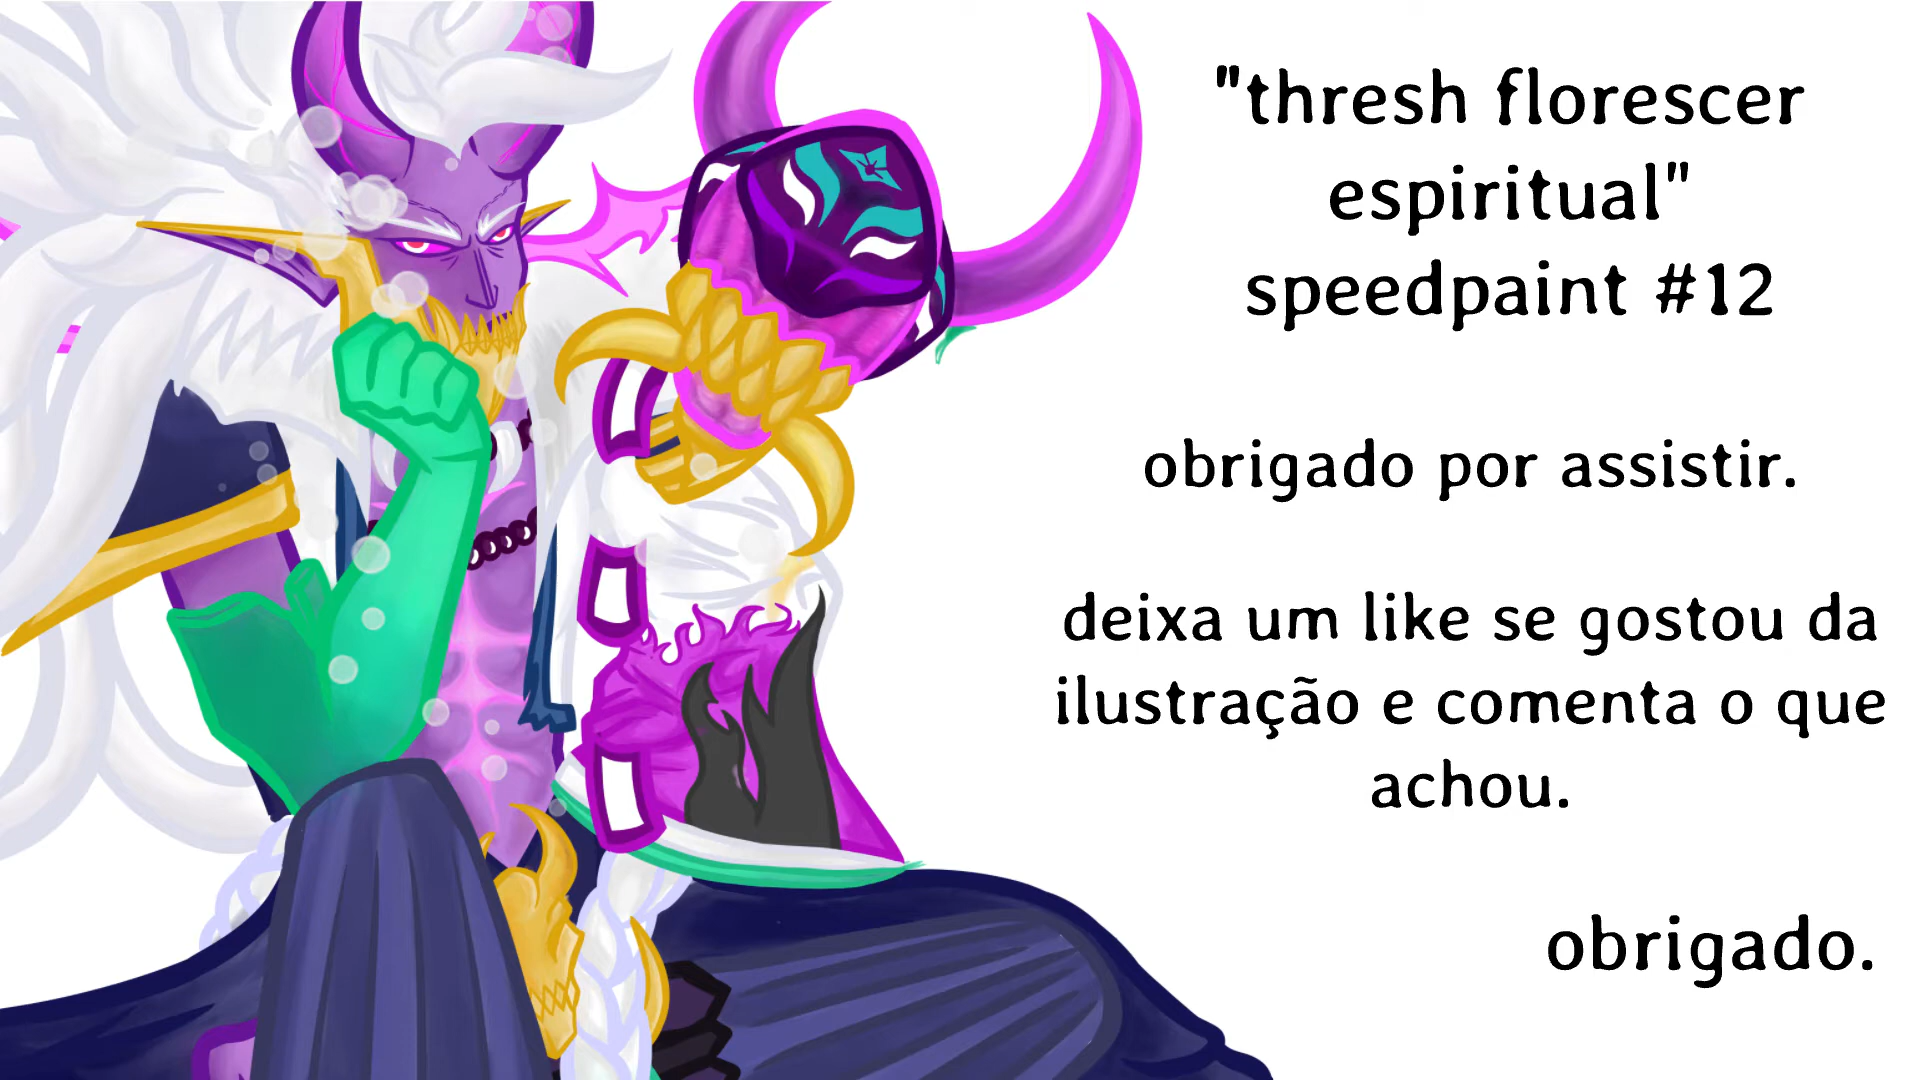 "thresh florescer
espiritual"
speedpaint #12
obrigado por assistir.
deixa um like se gostou da
ilustração e comenta o que
achou.
obrigado.